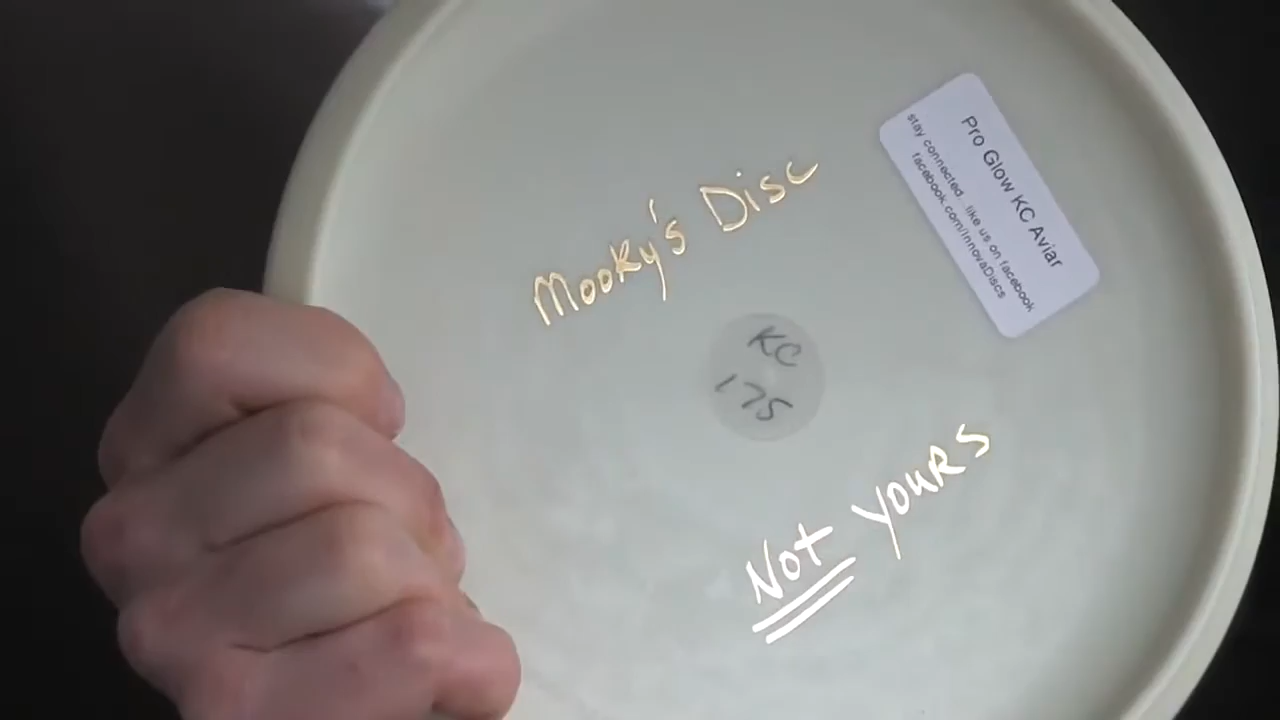 Mooky's Disc
Pro Glow KC Aviar
stay connected...like us on facebook
facebook.com/InnovaDiscs
KC
175
Not Yours